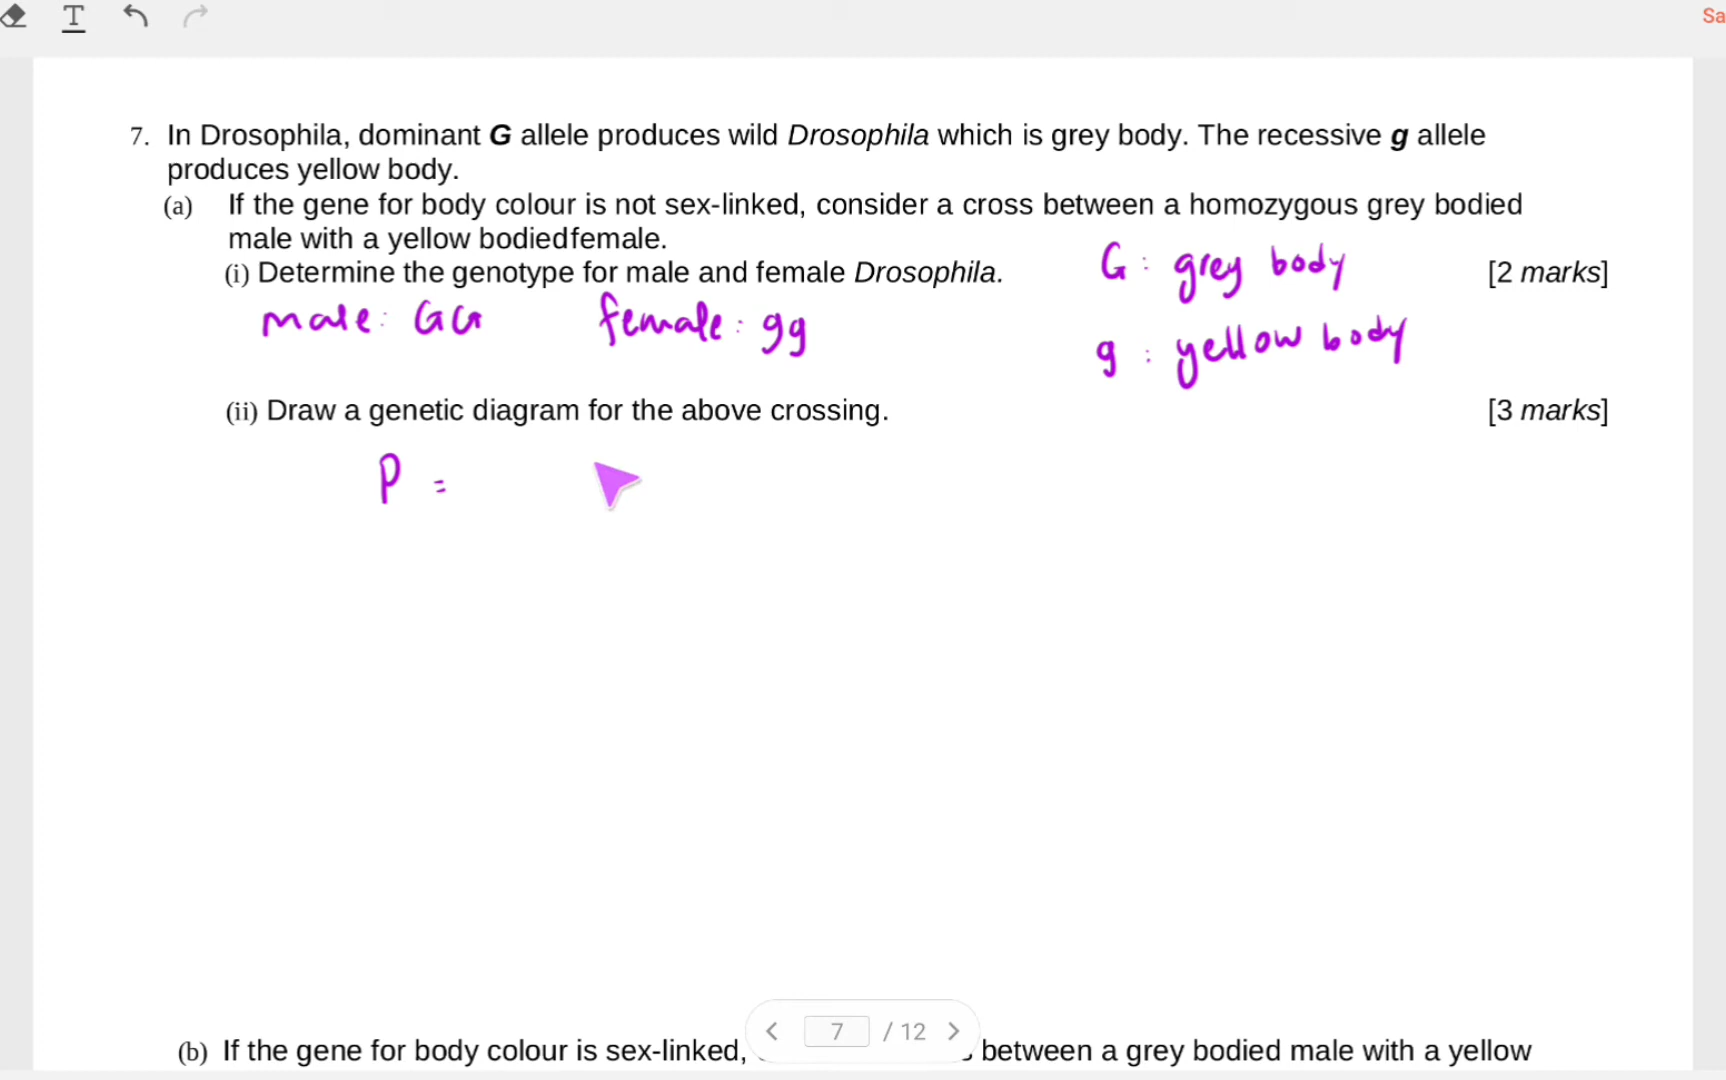 T
Sa
7. In Drosophila, dominant G allele produces wild Drosophila which is grey body. The recessive g allele
produces yellow body.
(a) If the gene for body colour is not sex-linked, consider a cross between a homozygous grey bodied
male with a yellow bodiedfemale.
(i) Determine the genotype for male and female Drosophila. [2 marks]
G : grey body
male: GG female: gg
g : yellow body
(ii) Draw a genetic diagram for the above crossing. [3 marks]
P =
7 / 12
(b) If the gene for body colour is sex-linked, between a grey bodied male with a yellow